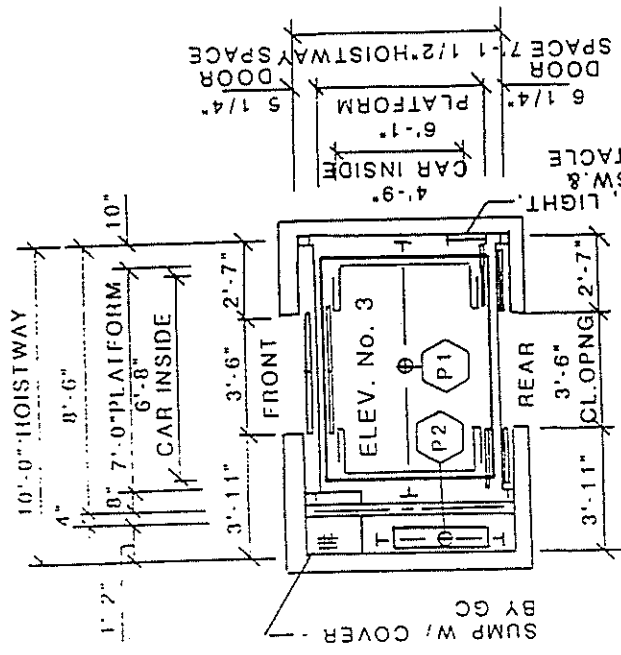 10'-0" HOISTWAY
8'-6"
4"
8" 7'-0" PLATFORM
10"
6'-8"
CAR INSIDE
1' 2"
3'-11"
3'-6"
2'-7"
FRONT
ELEV. No. 3
P2
P1
REAR
3'-11"
3'-6"
CL.OPNG.
2'-7"
SUMP W/ COVER
BY GC
LIGHT,
SW.&
TACLE
4'-9"
CAR INSIDE
6'-1"
PLATFORM
5 1/4"
DOOR
SPACE
7'-1 1/2" HOISTWAY
6 1/4"
DOOR
SPACE